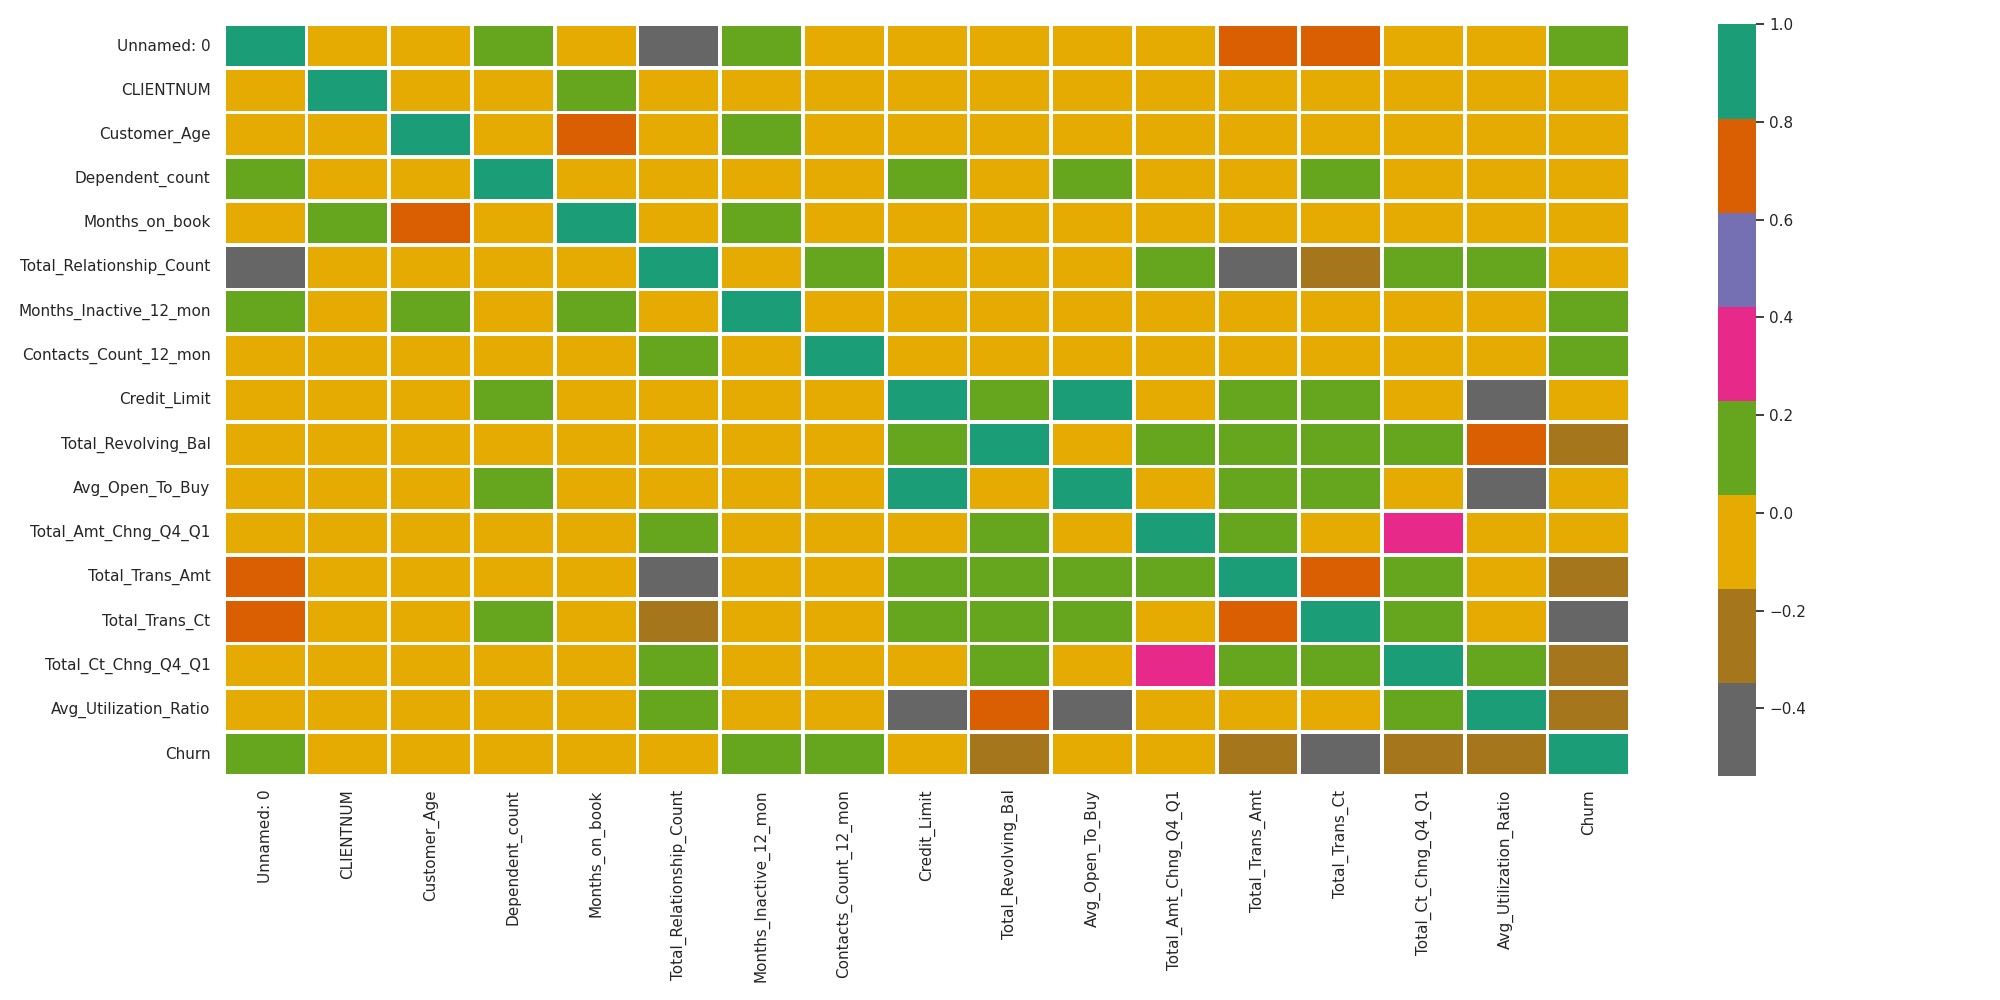 Unnamed: 0
CLIENTNUM
Customer_Age
Dependent_count
Months_on_book
Total_Relationship_Count
Months_Inactive_12_mon
Contacts_Count_12_mon
Credit_Limit
Total_Revolving_Bal
Avg_Open_To_Buy
Total_Amt_Chng_Q4_Q1
Total_Trans_Amt
Total_Trans_Ct
Total_Ct_Chng_Q4_Q1
Avg_Utilization_Ratio
Churn
Unnamed: 0
CLIENTNUM
Customer_Age
Dependent_count
Months_on_book
Total_Relationship_Count
Months_Inactive_12_mon
Contacts_Count_12_mon
Credit_Limit
Total_Revolving_Bal
Avg_Open_To_Buy
Total_Amt_Chng_Q4_Q1
Total_Trans_Amt
Total_Trans_Ct
Total_Ct_Chng_Q4_Q1
Avg_Utilization_Ratio
Churn
1.0
0.8
0.6
0.4
0.2
0.0
−0.2
−0.4